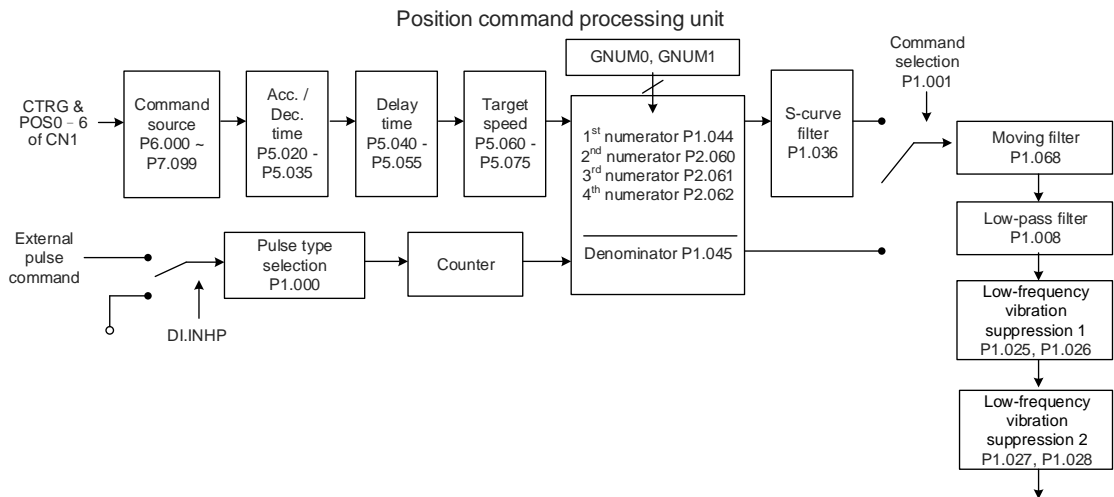 Position command processing unit
GNUM0, GNUM1
Command
selection
P1.001
CTRG &
POS0 – 6
of CN1
Command
source
P6.000 ~
P7.099
Acc. /
Dec.
time
P5.020 -
P5.035
Delay
time
P5.040 -
P5.055
Target
speed
P5.060 -
P5.075
1st numerator P1.044
2nd numerator P2.060
3rd numerator P2.061
4th numerator P2.062
Denominator P1.045
S-curve
filter
P1.036
Moving filter
P1.068
Low-pass filter
P1.008
Low-frequency
vibration
suppression 1
P1.025, P1.026
Low-frequency
vibration
suppression 2
P1.027, P1.028
External
pulse
command
DI.INHP
Pulse type
selection
P1.000
Counter